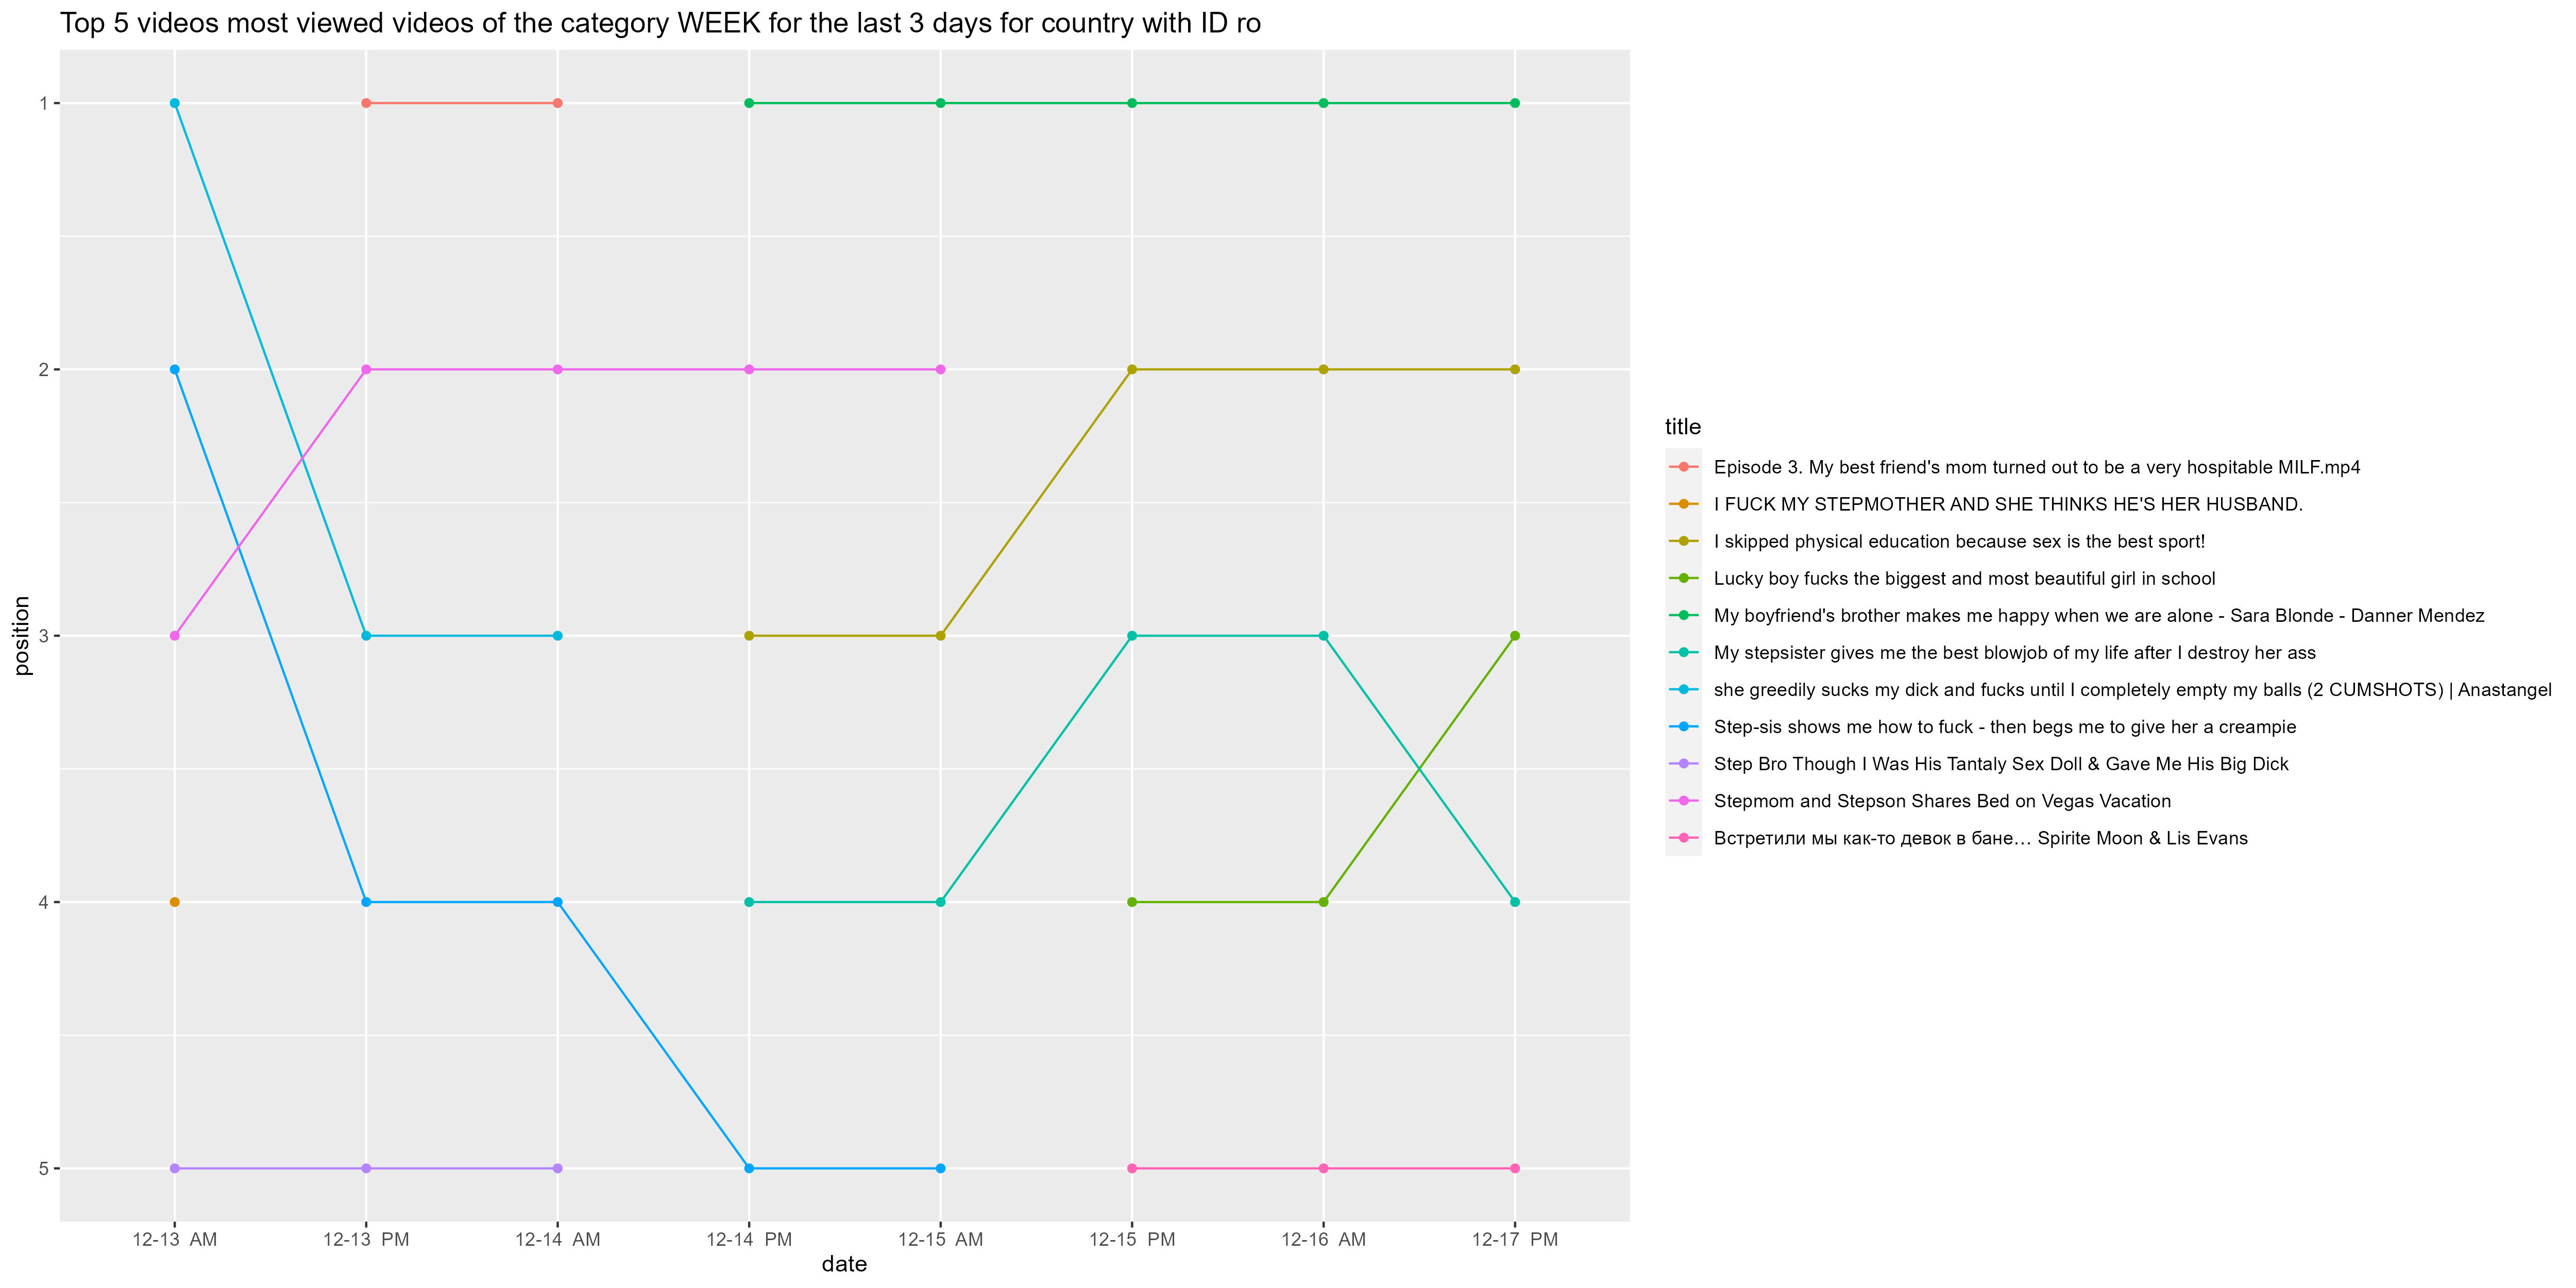 Top 5 videos most viewed videos of the category WEEK for the last 3 days for country with ID ro
1
2
3
4
5
position
12-13 AM
12-13 PM
12-14 AM
12-14 PM
12-15 AM
12-15 PM
12-16 AM
12-17 PM
date
title
Episode 3. My best friend's mom turned out to be a very hospitable MILF.mp4
I FUCK MY STEPMOTHER AND SHE THINKS HE'S HER HUSBAND.
I skipped physical education because sex is the best sport!
Lucky boy fucks the biggest and most beautiful girl in school
My boyfriend's brother makes me happy when we are alone - Sara Blonde - Danner Mendez
My stepsister gives me the best blowjob of my life after I destroy her ass
she greedily sucks my dick and fucks until I completely empty my balls (2 CUMSHOTS) | Anastangel
Step-sis shows me how to fuck - then begs me to give her a creampie
Step Bro Though I Was His Tantaly Sex Doll & Gave Me His Big Dick
Stepmom and Stepson Shares Bed on Vegas Vacation
Встретили мы как-то девок в бане… Spirite Moon & Lis Evans